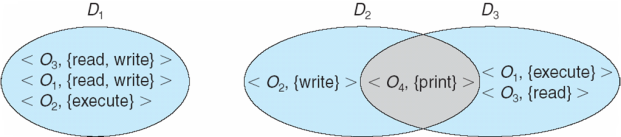 D₁
< O₃, {read, write} >
< O₁, {read, write} >
< O₂, {execute} >
D₂ D₃
< O₂, {write} > < O₄, {print} > < O₁, {execute} >
< O₃, {read} >